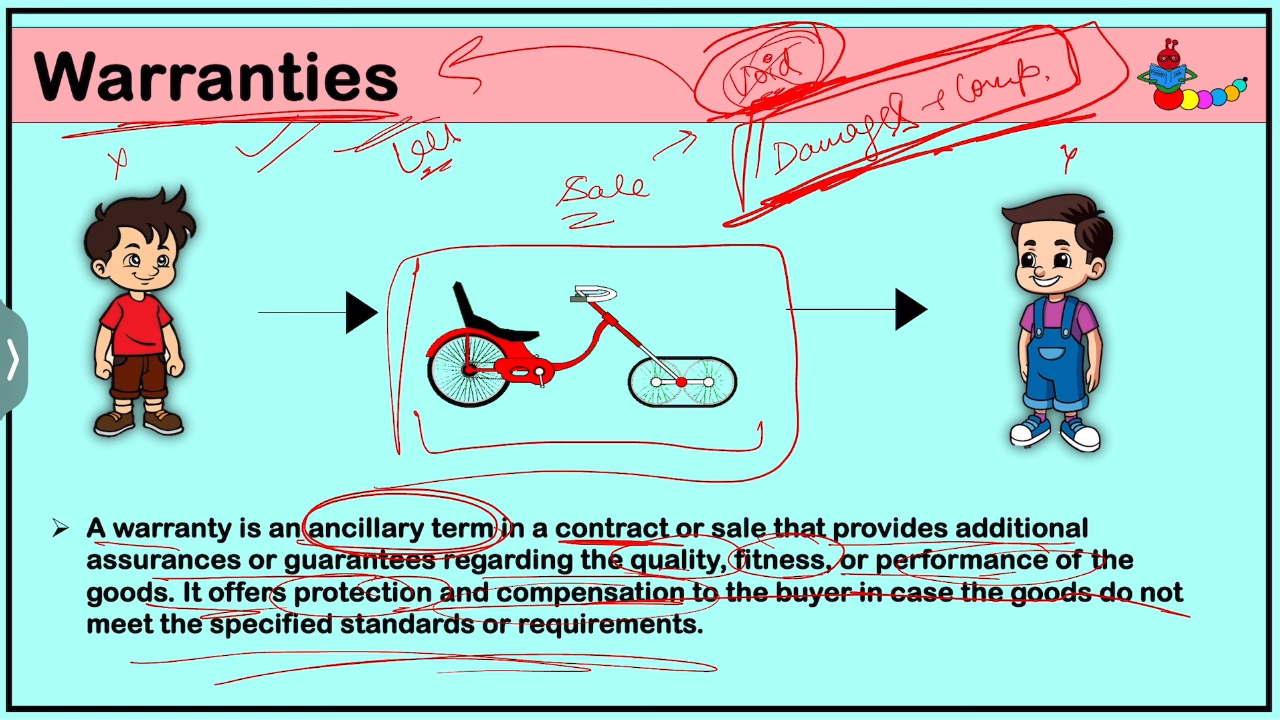 Warranties
Void
Damages + Comp.
Sale
A warranty is an ancillary term in a contract or sale that provides additional
assurances or guarantees regarding the quality, fitness, or performance of the
goods. It offers protection and compensation to the buyer in case the goods do not
meet the specified standards or requirements.